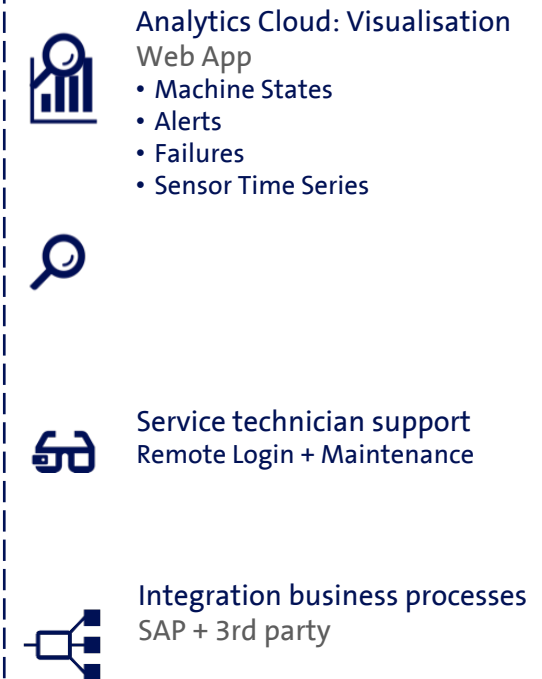 Analytics Cloud: Visualisation
Web App
• Machine States
• Alerts
• Failures
• Sensor Time Series
Service technician support
Remote Login + Maintenance
Integration business processes
SAP + 3rd party